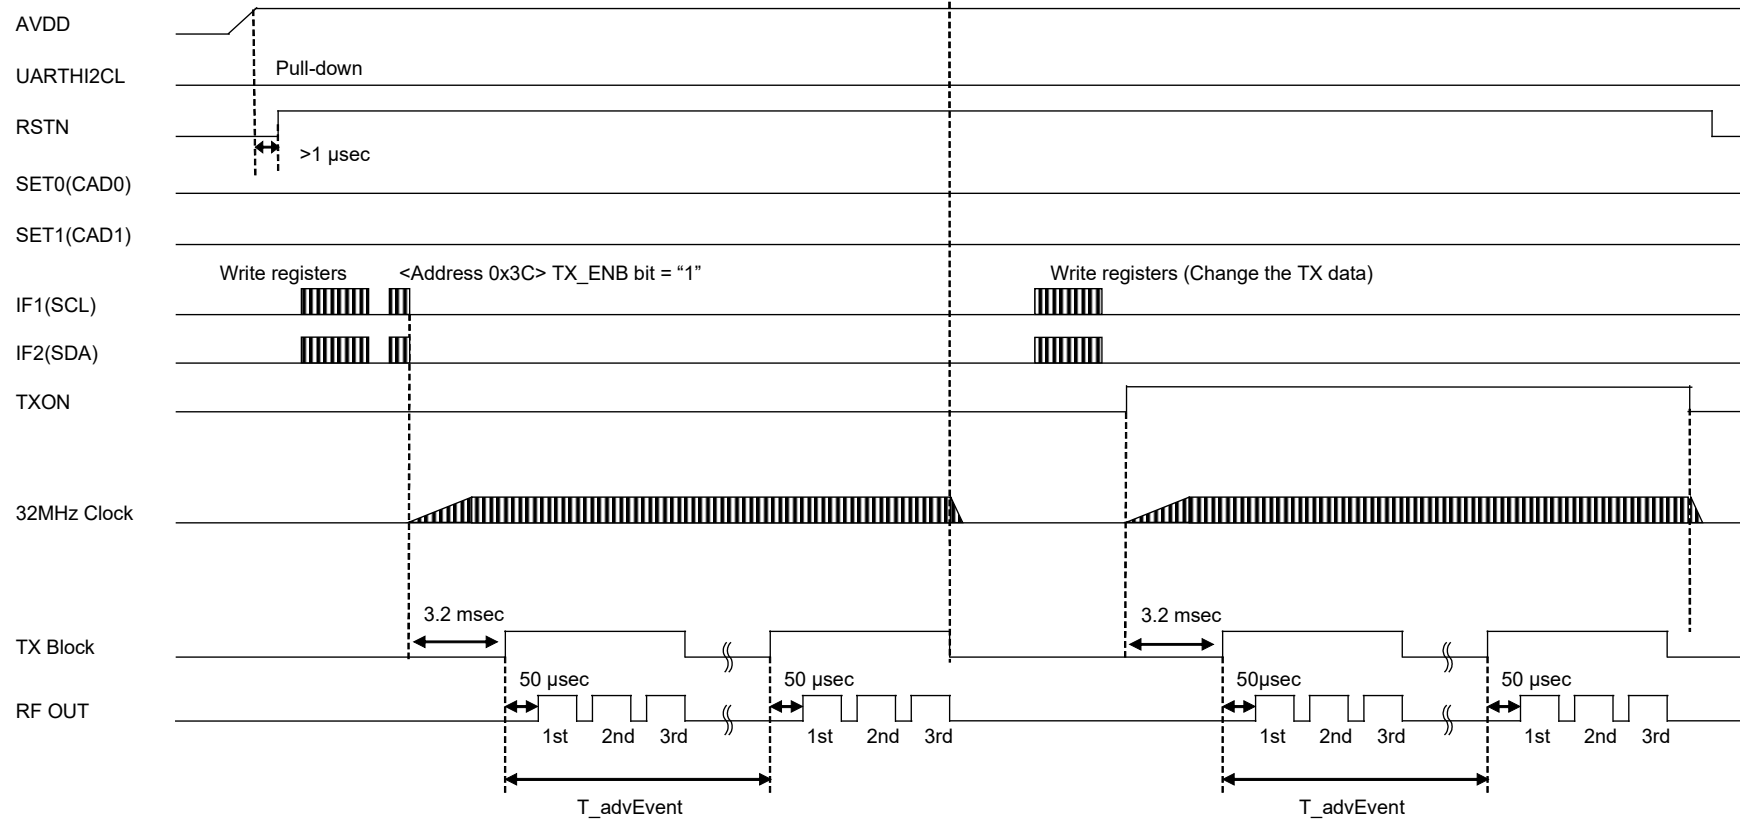 AVDD
UARTHI2CL
Pull-down
RSTN
>1 µsec
SET0(CAD0)
SET1(CAD1)
Write registers
<Address 0x3C> TX_ENB bit = “1”
Write registers (Change the TX data)
IF1(SCL)
IF2(SDA)
TXON
32MHz Clock
3.2 msec
3.2 msec
TX Block
50 µsec
50 µsec
50µsec
50 µsec
RF OUT
1st 2nd 3rd
1st 2nd 3rd
1st 2nd 3rd
1st 2nd 3rd
T_advEvent
T_advEvent